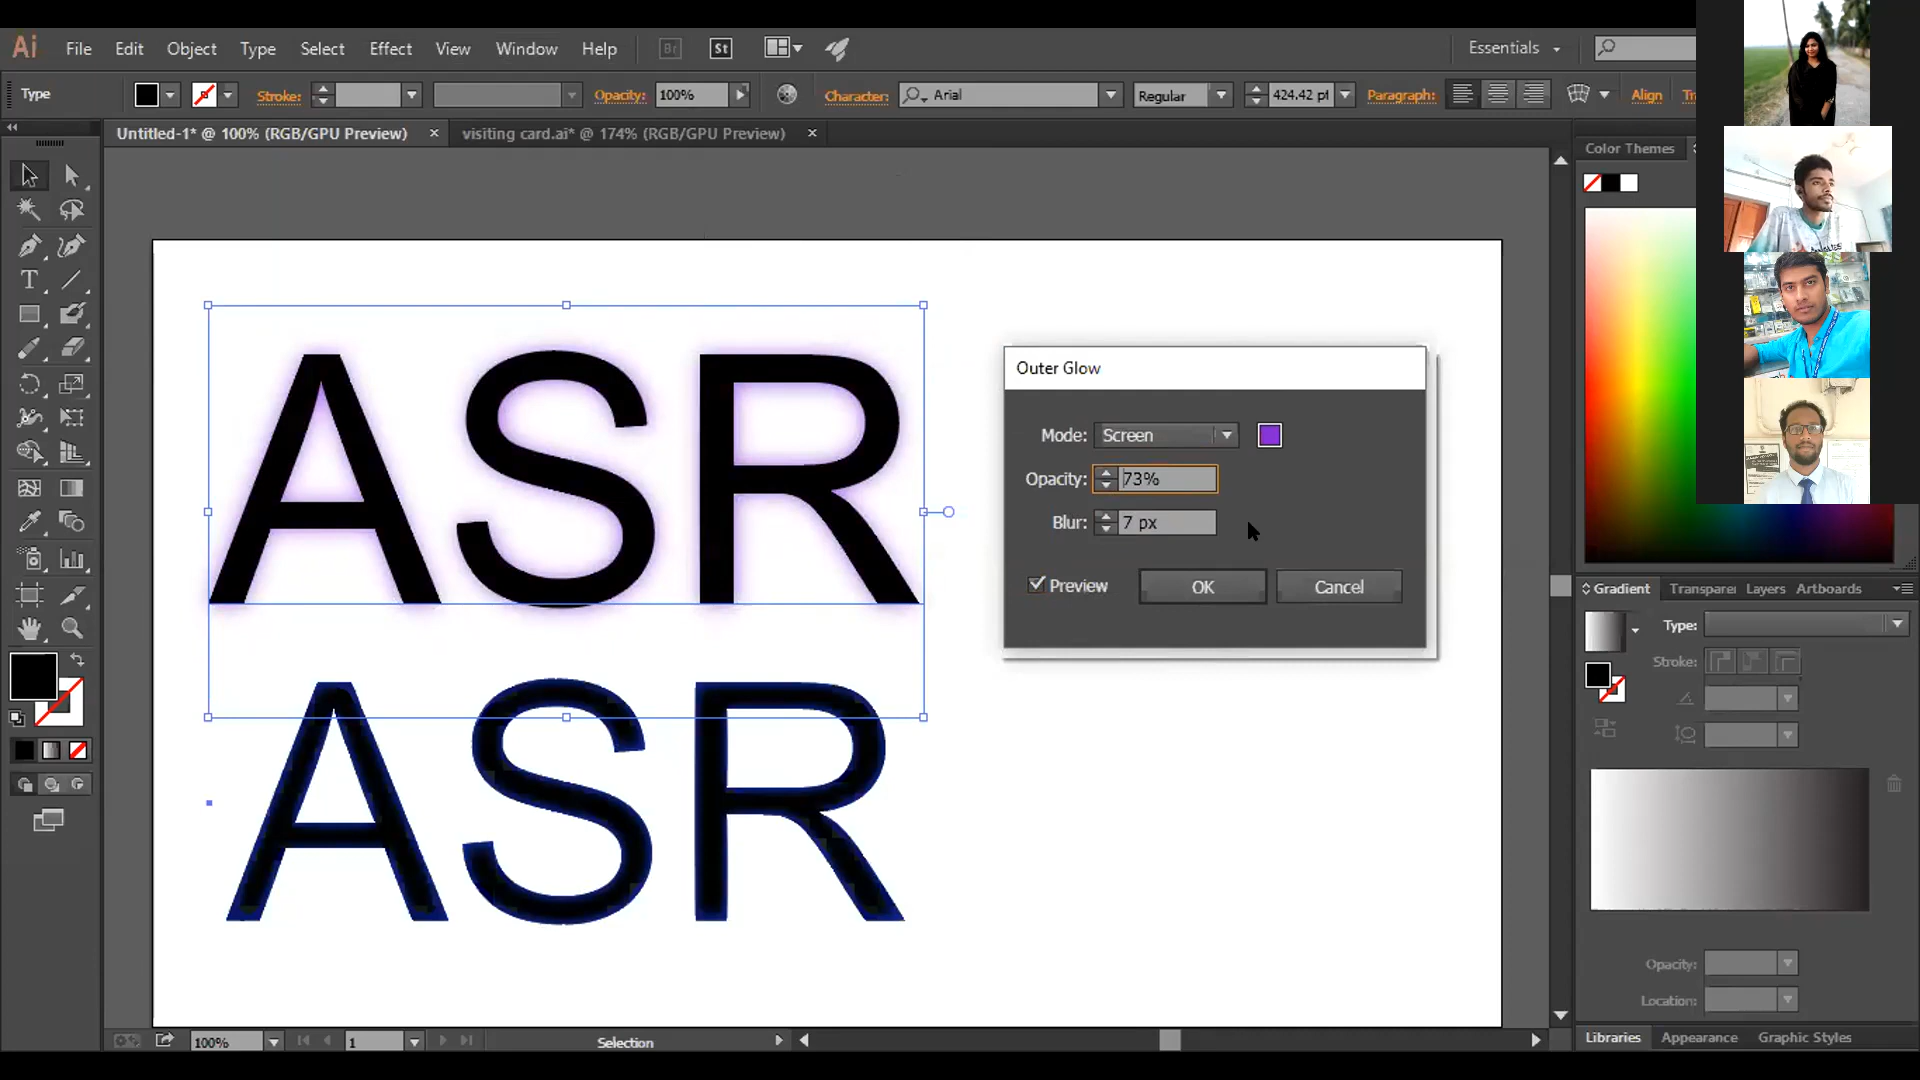 Ai File Edit Object Type Select Effect View Window Help Br St Essentials
Type Stroke: Opacity: 100% Character: Arial Regular 424.42 pt Paragraph: Align
Untitled-1* @ 100% (RGB/GPU Preview) × visiting card.ai* @ 174% (RGB/GPU Preview) ×
Color Themes
ASR
Outer Glow
Mode: Screen
Opacity: 73%
Blur: 7 px
Preview OK Cancel
ASR
Gradient Transparen Layers Artboards
Type:
Stroke:
Opacity:
Location:
100% 1 Selection
Libraries Appearance Graphic Styles